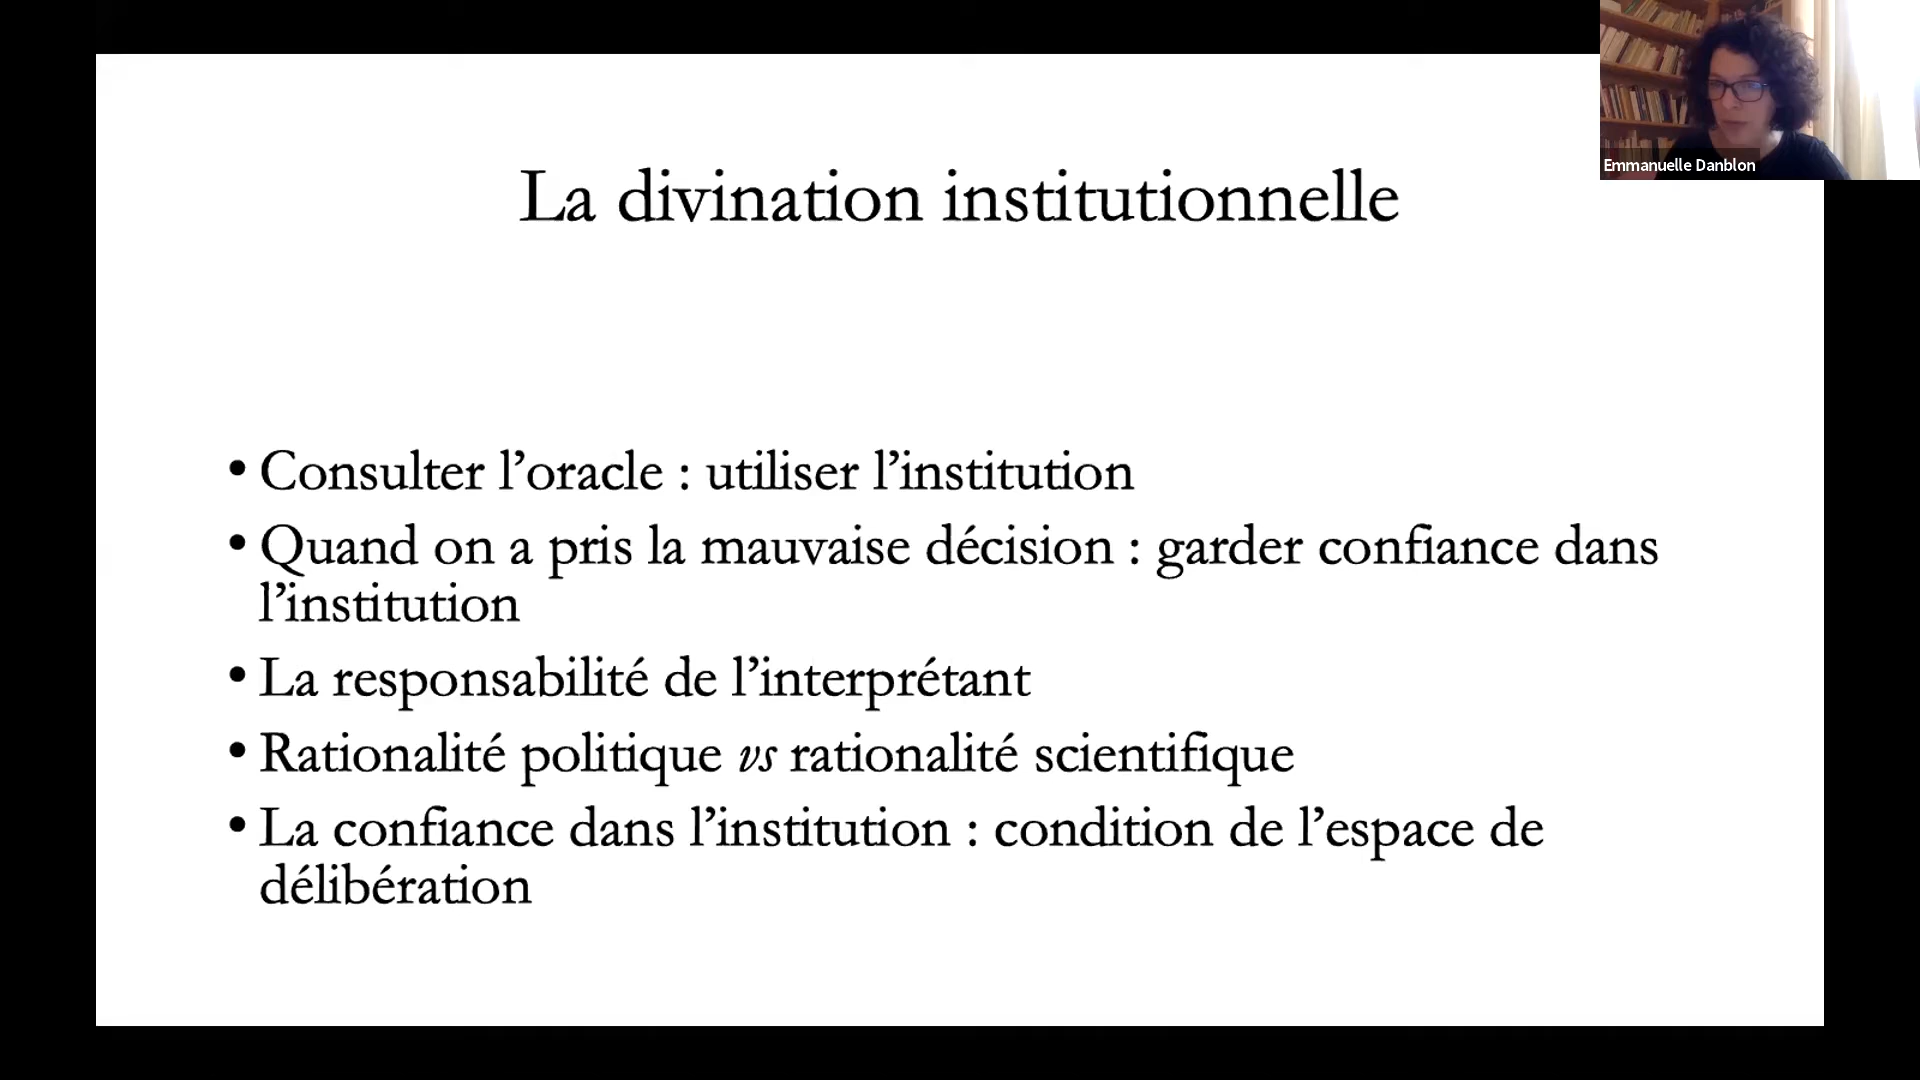 Emmanuelle Danblon
La divination institutionnelle
• Consulter l’oracle : utiliser l’institution
• Quand on a pris la mauvaise décision : garder confiance dans
l’institution
• La responsabilité de l’interprétant
• Rationalité politique vs rationalité scientifique
• La confiance dans l’institution : condition de l’espace de
délibération